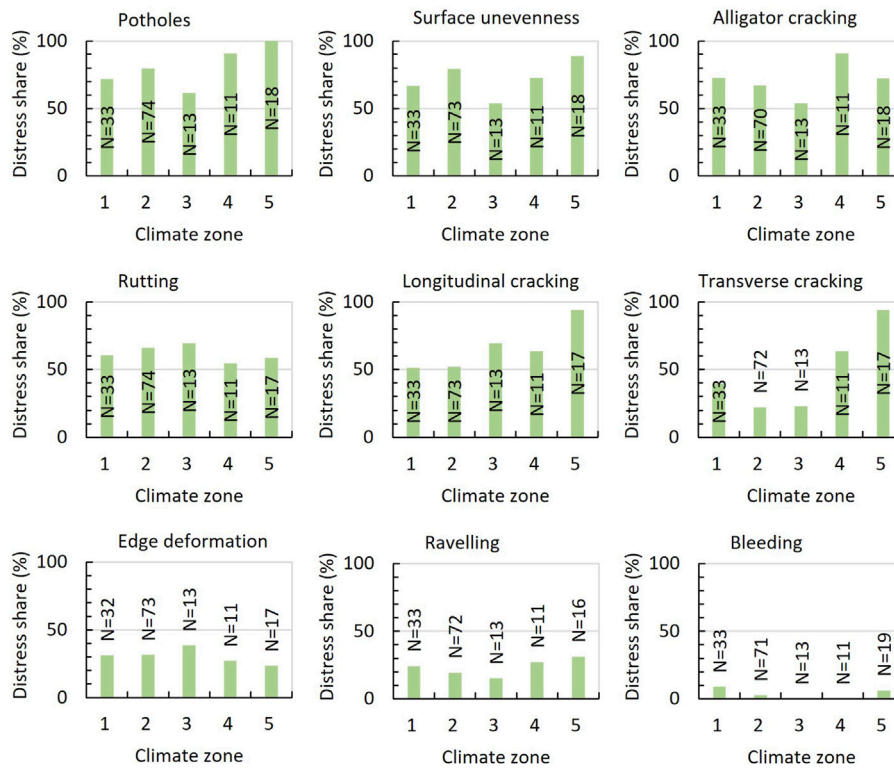 Potholes
Distress share (%)
100
50
0
N=33
N=74
N=13
N=11
N=18
1 2 3 4 5
Climate zone
Surface unevenness
Distress share (%)
100
50
0
N=33
N=73
N=13
N=11
N=18
1 2 3 4 5
Climate zone
Alligator cracking
Distress share (%)
100
50
0
N=33
N=70
N=13
N=11
N=18
1 2 3 4 5
Climate zone
Rutting
Distress share (%)
100
50
0
N=33
N=74
N=13
N=11
N=17
1 2 3 4 5
Climate zone
Longitudinal cracking
Distress share (%)
100
50
0
N=33
N=73
N=13
N=11
N=17
1 2 3 4 5
Climate zone
Transverse cracking
Distress share (%)
100
50
0
N=33
N=72
N=13
N=11
N=17
1 2 3 4 5
Climate zone
Edge deformation
Distress share (%)
100
50
0
N=32
N=73
N=13
N=11
N=17
1 2 3 4 5
Climate zone
Ravelling
Distress share (%)
100
50
0
N=33
N=72
N=13
N=11
N=16
1 2 3 4 5
Climate zone
Bleeding
Distress share (%)
100
50
0
N=33
N=71
N=13
N=11
N=19
1 2 3 4 5
Climate zone